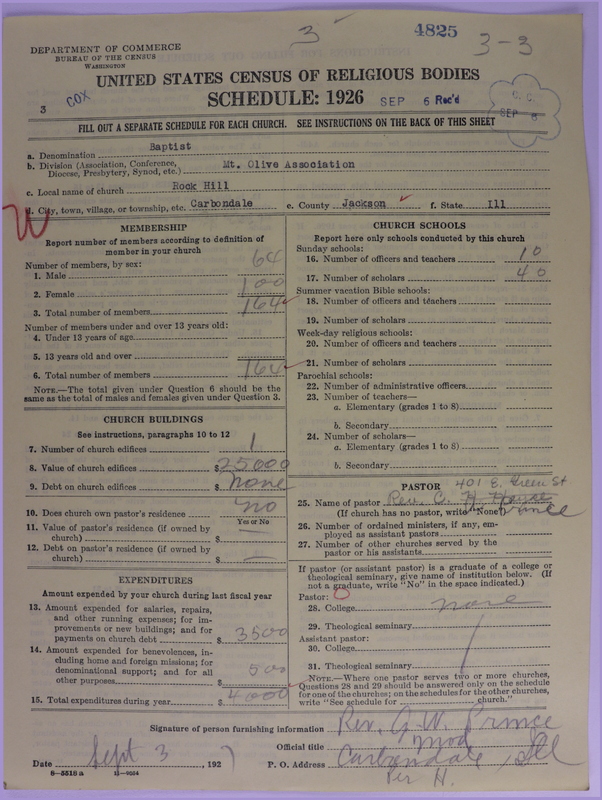 3
4825
3-3
DEPARTMENT OF COMMERCE
BUREAU OF THE CENSUS
WASHINGTON
UNITED STATES CENSUS OF RELIGIOUS BODIES
SCHEDULE: 1926 SEP 6 Rec'd
3 COX
C. C.
SEP 6
FILL OUT A SEPARATE SCHEDULE FOR EACH CHURCH. SEE INSTRUCTIONS ON THE BACK OF THIS SHEET
a. Denomination Baptist
b. Division (Association, Conference, Diocese, Presbytery, Synod, etc.) Mt. Olive Association
c. Local name of church Rock Hill
W d. City, town, village, or township, etc. Carbondale e. County Jackson f. State Ill
MEMBERSHIP
Report number of members according to definition of
member in your church
Number of members, by sex:
1. Male 64
2. Female 100
3. Total number of members 164
Number of members under and over 13 years old:
4. Under 13 years of age
5. 13 years old and over
6. Total number of members 164
NOTE.—The total given under Question 6 should be the
same as the total of males and females given under Question 3.
CHURCH BUILDINGS
See instructions, paragraphs 10 to 12
7. Number of church edifices 1
8. Value of church edifices $25000
9. Debt on church edifices $ None
10. Does church own pastor's residence? no
Yes or No
11. Value of pastor's residence (if owned by
church) $ —
12. Debt on pastor's residence (if owned by
church) $ —
EXPENDITURES
Amount expended by your church during last fiscal year
13. Amount expended for salaries, repairs,
and other running expenses; for im-
provements or new buildings; and for
payments on church debt $ 3500
14. Amount expended for benevolences, in-
cluding home and foreign missions; for
denominational support; and for all
other purposes $ 500
15. Total expenditures during year $ 4000
CHURCH SCHOOLS
Report here only schools conducted by this church
Sunday schools:
16. Number of officers and teachers 10
17. Number of scholars 40
Summer vacation Bible schools:
18. Number of officers and teachers
19. Number of scholars
Week-day religious schools:
20. Number of officers and teachers
21. Number of scholars
Parochial schools:
22. Number of administrative officers
23. Number of teachers—
a. Elementary (grades 1 to 8)
b. Secondary
24. Number of scholars—
a. Elementary (grades 1 to 8)
b. Secondary
PASTOR 401 E. Green St
25. Name of pastor Rev. C. H.
(If church has no pastor, write "None") Prince
26. Number of ordained ministers, if any, em-
ployed as assistant pastors
27. Number of other churches served by the
pastor or his assistants
If pastor (or assistant pastor) is a graduate of a college or
theological seminary, give name of institution below. (If
not a graduate, write "No" in the space indicated.)
Pastor:
28. College none
29. Theological seminary
Assistant pastor:
30. College
31. Theological seminary
NOTE.—Where one pastor serves two or more churches,
Questions 28 and 29 should be answered only on the schedule
for one of the churches; on the schedules for the other churches,
write "See schedule for church."
Signature of person furnishing information Rev. G. W. Prince
Official title Mod
Date Sept 3, 1927 P. O. Address Carbondale, Ill
Per H.
8—5518 a 11—9054